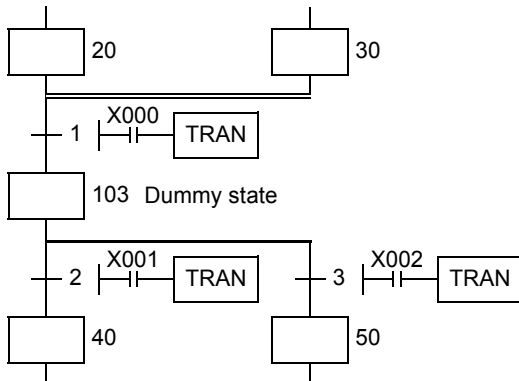 20
30
X000
1
TRAN
103 Dummy state
X001
X002
2
TRAN
3
TRAN
40
50